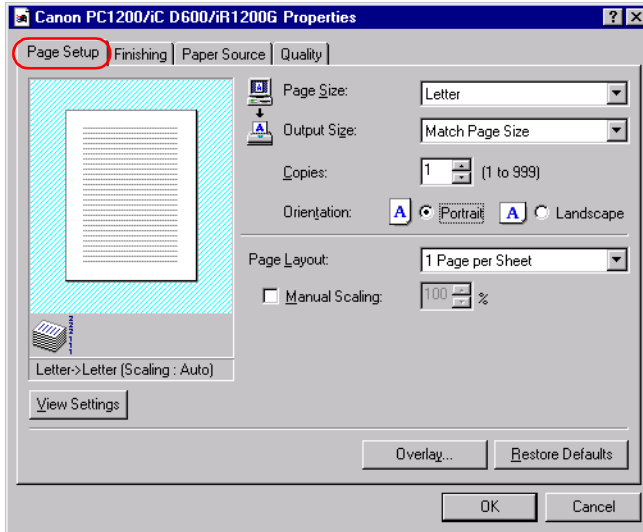 Canon PC1200/iC D600/iR1200G Properties
Page Setup Finishing Paper Source Quality
Page Size: Letter
Output Size: Match Page Size
Copies: 1 (1 to 999)
Orientation: A Portrait A Landscape
Page Layout: 1 Page per Sheet
Manual Scaling: 100 %
Letter->Letter (Scaling : Auto)
View Settings
Overlay... Restore Defaults
OK Cancel